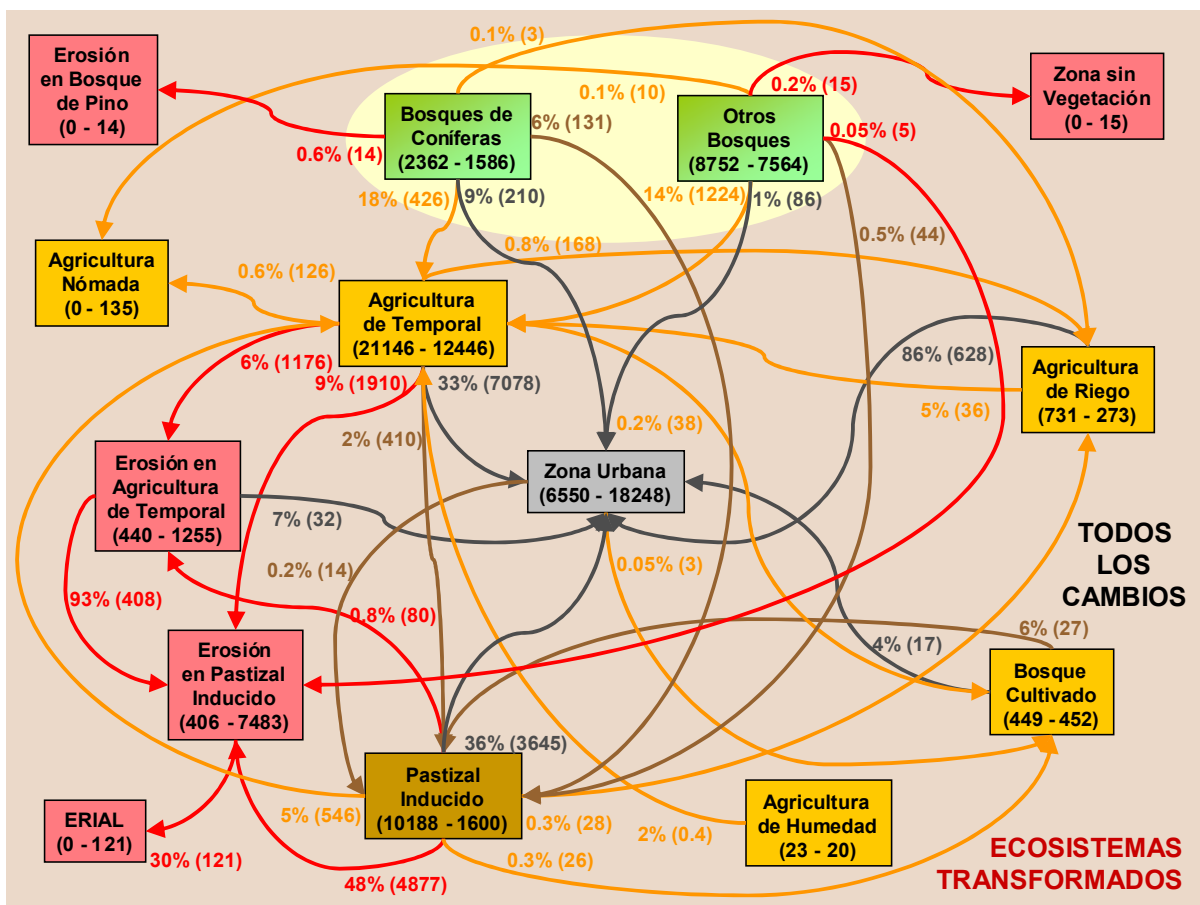 0.1% (3)
Erosión
en Bosque
de Pino
(0 - 14)
0.1% (10)
0.2% (15)
Zona sin
Vegetación
(0 - 15)
Bosques de
Coníferas
(2362 - 1586)
6% (131)
Otros
Bosques
(8752 - 7564)
0.05% (5)
0.6% (14)
18% (426)
9% (210)
14% (1224)
1% (86)
0.5% (44)
0.8% (168)
Agricultura
Nómada
(0 - 135)
0.6% (126)
Agricultura
de Temporal
(21146 - 12446)
86% (628)
Agricultura
de Riego
(731 - 273)
6% (1176)
9% (1910)
33% (7078)
5% (36)
0.2% (38)
2% (410)
Erosión en
Agricultura
de Temporal
(440 - 1255)
Zona Urbana
(6550 - 18248)
7% (32)
TODOS
LOS
CAMBIOS
0.2% (14)
0.05% (3)
93% (408)
0.8% (80)
6% (27)
4% (17)
Erosión
en Pastizal
Inducido
(406 - 7483)
Bosque
Cultivado
(449 - 452)
36% (3645)
Pastizal
Inducido
(10188 - 1600)
Agricultura
de Humedad
(23 - 20)
5% (546)
0.3% (28)
2% (0.4)
ERIAL
(0 - 121)
30% (121)
0.3% (26)
48% (4877)
ECOSISTEMAS
TRANSFORMADOS